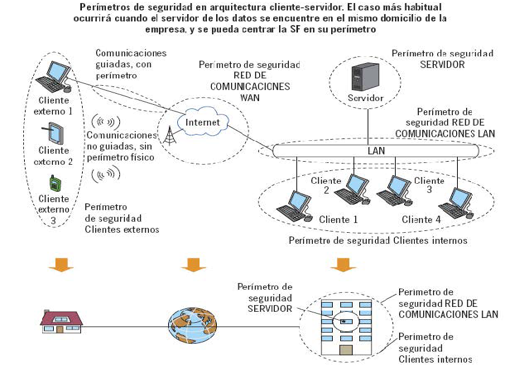 Perímetros de seguridad en arquitectura cliente-servidor. El caso más habitual
ocurrirá cuando el servidor de los datos se encuentre en el mismo domicilio de la
empresa, y se pueda centrar la SF en su perímetro
Comunicaciones
guiadas, con
perímetro
Cliente
externo 1
Cliente
externo 2
Cliente
externo
3
Comunicaciones
no guiadas, sin
perímetro físico
Perímetro
de seguridad
Clientes externos
Perímetro de seguridad
RED DE
COMUNICACIONES
WAN
Internet
Perímetro de seguridad
SERVIDOR
Servidor
Perímetro de
seguridad RED DE
COMUNICACIONES LAN
LAN
Cliente
2
Cliente
3
Cliente 1
Cliente 4
Perímetro de seguridad Clientes internos
Perímetro de
seguridad
SERVIDOR
Perímetro de
seguridad RED DE
COMUNICACIONES LAN
Perímetro de
seguridad
Clientes internos